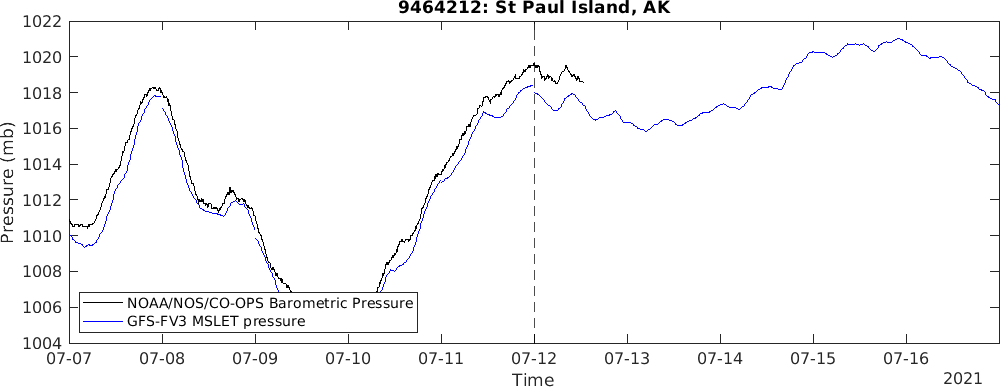 9464212: St Paul Island, AK
1022
1020
1018
1016
1014
1012
1010
1008
1006
1004
Pressure (mb)
NOAA/NOS/CO-OPS Barometric Pressure
GFS-FV3 MSLET pressure
07-07 07-08 07-09 07-10 07-11 07-12 07-13 07-14 07-15 07-16
Time
2021